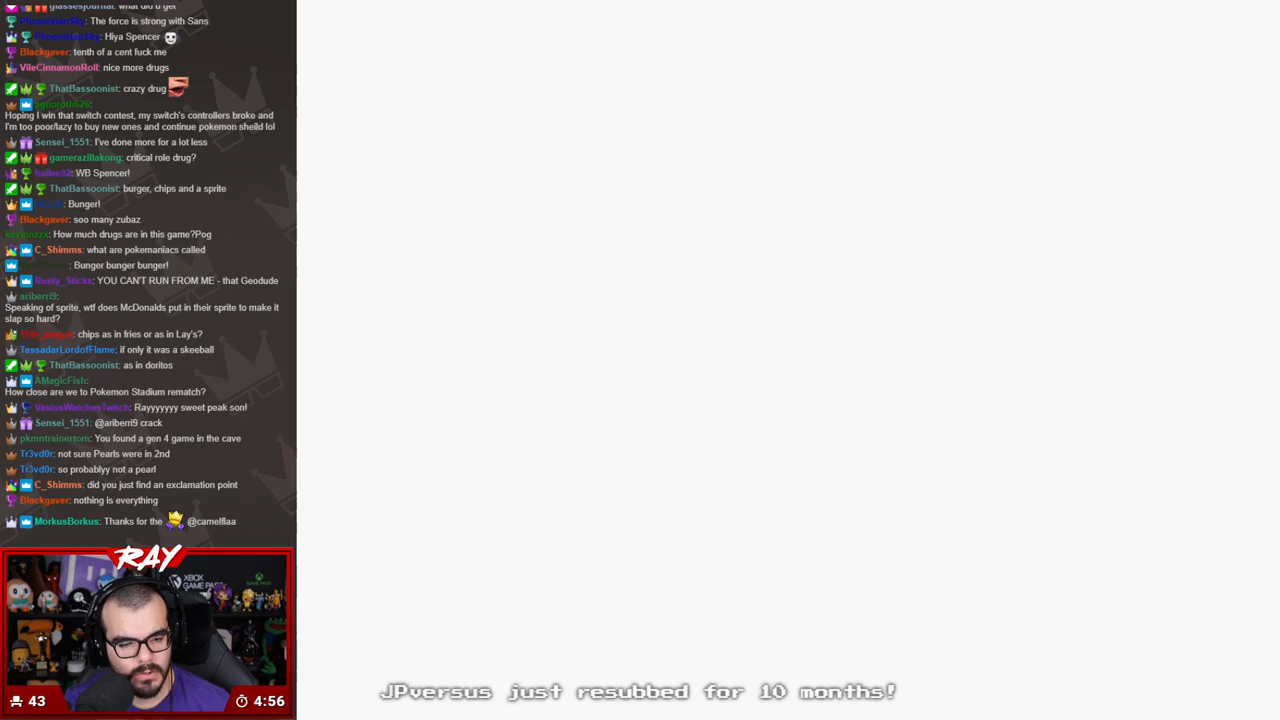 glassesjournal: what did u get
PhoenixianSky: The force is strong with Sans
PhoenixianSky: Hiya Spencer
Blackgaver: tenth of a cent fuck me
VileCinnamonRoll: nice more drugs
ThatBassoonist: crazy drug
Hoping I win that switch contest, my switch's controllers broke and
I'm too poor/lazy to buy new ones and continue pokemon sheild lol
Sensei_1551: I've done more for a lot less
gamerazillakong: critical role drug?
hailee92: WB Spencer!
ThatBassoonist: burger, chips and a sprite
: Bunger!
Blackgaver: soo many zubaz
: How much drugs are in this game?Pog
C_Shimms: what are pokemaniacs called
: Bunger bunger bunger!
Rusty_Sticks: YOU CAN'T RUN FROM ME - that Geodude
ariberri9:
Speaking of sprite, wtf does McDonalds put in their sprite to make it
slap so hard?
: chips as in fries or as in Lay's?
TassadarLordofFlame: if only it was a skeeball
ThatBassoonist: as in doritos
AMagicFish:
How close are we to Pokemon Stadium rematch?
VastusWatchesTwitch: Rayyyyyyy sweet peak son!
Sensei_1551: @ariberri9 crack
pkmntrainertom: You found a gen 4 game in the cave
Tr3vd0r: not sure Pearls were in 2nd
Tr3vd0r: so probablyy not a pearl
C_Shimms: did you just find an exclamation point
Blackgaver: nothing is everything
MorkusBorkus: Thanks for the @camelflaa
RAY
XBOX
GAME PASS
43
4:56
JPversus just resubbed for 10 months!